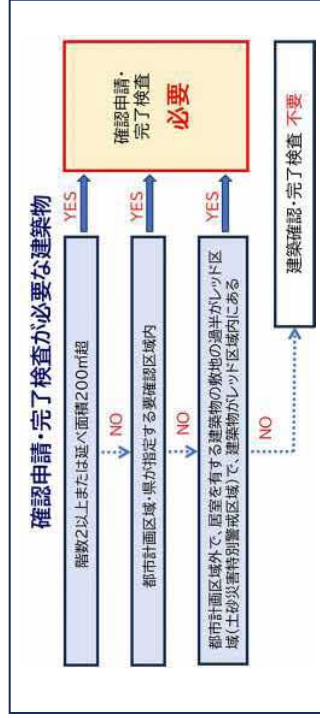 確認申請・完了検査が必要な建築物
階数2以上または延べ面積200㎡超
YES
確認申請・
完了検査
必要
NO
都市計画区域・県が指定する要確認区域内
YES
NO
都市計画区域外で、居室を有する建築物の敷地の過半がレッド区
域(土砂災害特別警戒区域)で、建築物がレッド区域内にある
YES
NO
建築確認・完了検査 不要